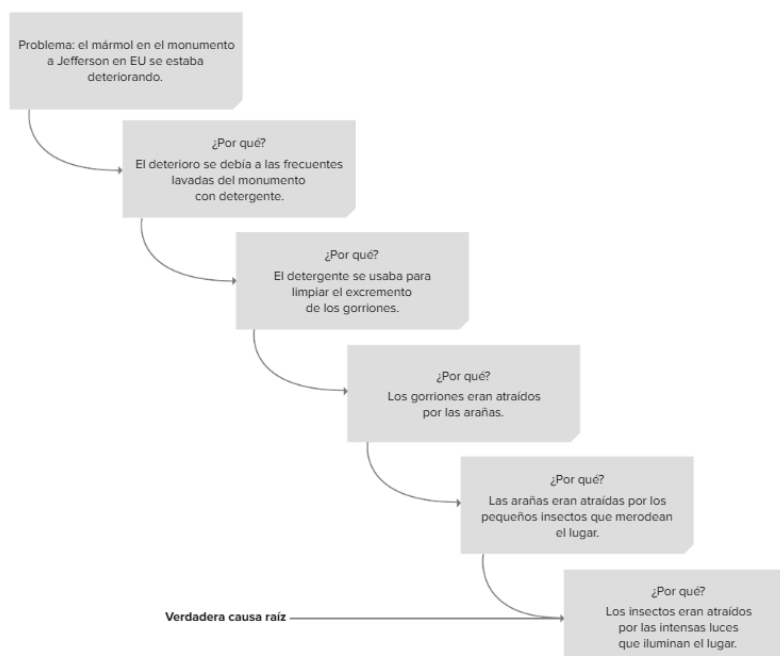 Problema: el mármol en el monumento
a Jefferson en EU se estaba
deteriorando.
¿Por qué?
El deterioro se debía a las frecuentes
lavadas del monumento
con detergente.
¿Por qué?
El detergente se usaba para
limpiar el excremento
de los gorriones.
¿Por qué?
Los gorriones eran atraídos
por las arañas.
¿Por qué?
Las arañas eran atraídas por los
pequeños insectos que merodean
el lugar.
¿Por qué?
Los insectos eran atraídos
por las intensas luces
que iluminan el lugar.
Verdadera causa raíz